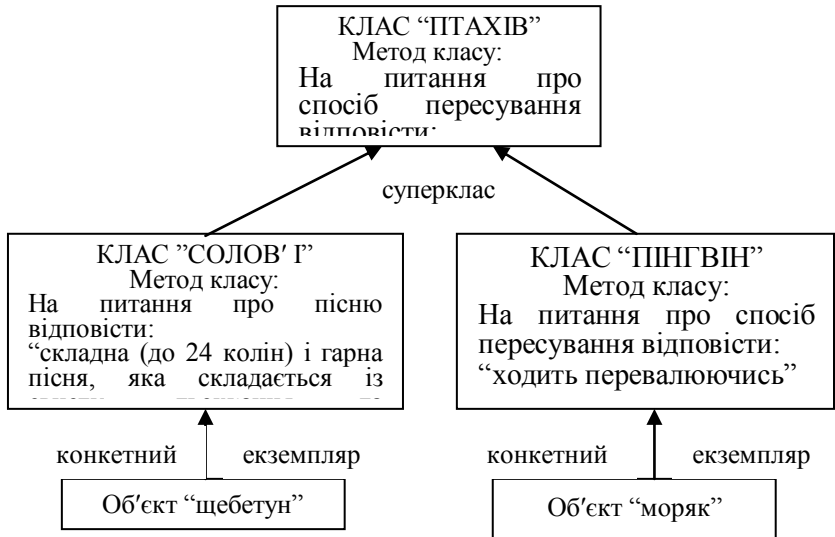 КЛАС “ПТАХІВ”
Метод класу:
На питання про
спосіб пересування
відповісти:
суперклас
КЛАС ”СОЛОВ′ І”
Метод класу:
На питання про пісню
відповісти:
“складна (до 24 колін) і гарна
пісня, яка складається із
КЛАС “ПІНГВІН”
Метод класу:
На питання про спосіб
пересування відповісти:
“ходить перевалюючись”
конкетний екземпляр
конкетний екземпляр
Об′єкт “щебетун”
Об′єкт “моряк”